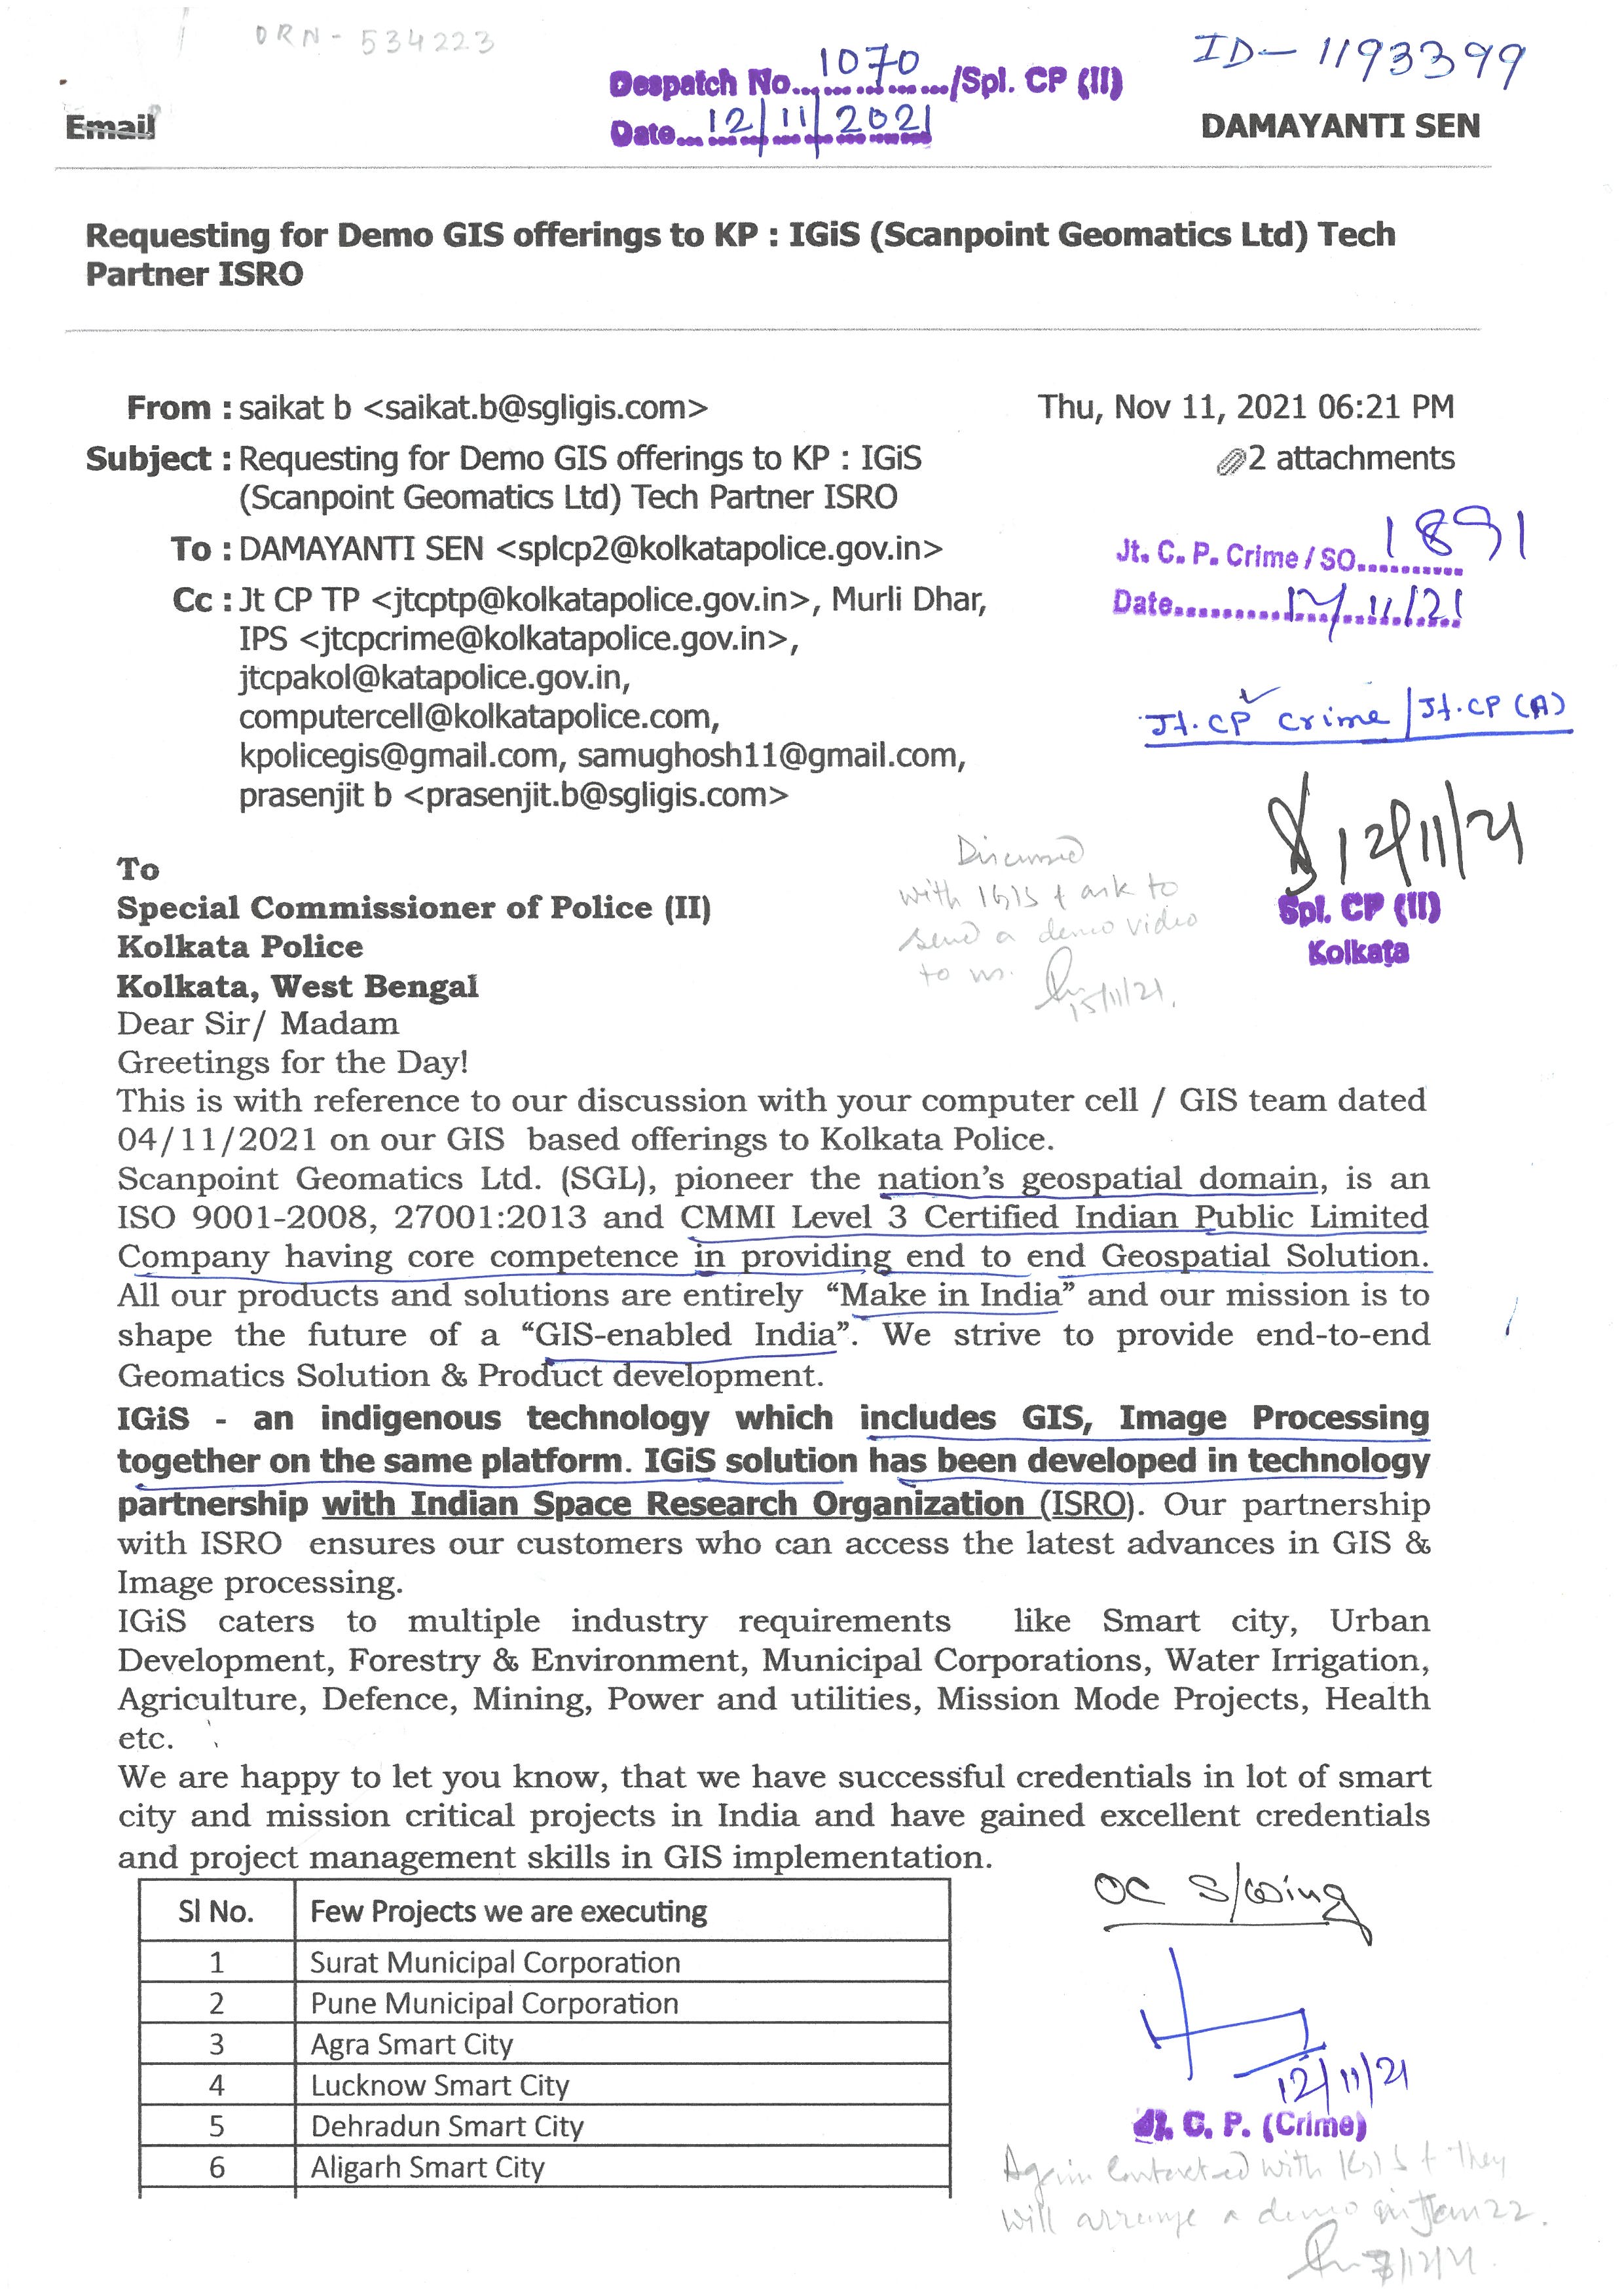 DRN - 534223
ID- 11933399
Despatch No. 1070 /Spl. CP (II)
Date 12/11/2021
Email
DAMAYANTI SEN
Requesting for Demo GIS offerings to KP : IGiS (Scanpoint Geomatics Ltd) Tech
Partner ISRO
From : saikat b <saikat.b@sgligis.com>
Thu, Nov 11, 2021 06:21 PM
Subject : Requesting for Demo GIS offerings to KP : IGiS
(Scanpoint Geomatics Ltd) Tech Partner ISRO
2 attachments
To : DAMAYANTI SEN <splcp2@kolkatapolice.gov.in>
Cc : Jt CP TP <jtcptp@kolkatapolice.gov.in>, Murli Dhar,
IPS <jtcpcrime@kolkatapolice.gov.in>,
jtcpakol@katapolice.gov.in,
computercell@kolkatapolice.com,
kpolicegis@gmail.com, samughosh11@gmail.com,
prasenjit b <prasenjit.b@sgligis.com>
Jt. C. P. Crime / SO 1891
Date 12/11/21
Jt. CP Crime / Jt. CP (A)
12/11/21
Spl. CP (II)
Kolkata
Discussed
with IGIS & ask to
send a demo video
to us.
15/11/21.
To
Special Commissioner of Police (II)
Kolkata Police
Kolkata, West Bengal
Dear Sir/ Madam
Greetings for the Day!
This is with reference to our discussion with your computer cell / GIS team dated
04/11/2021 on our GIS based offerings to Kolkata Police.
Scanpoint Geomatics Ltd. (SGL), pioneer the nation's geospatial domain, is an
ISO 9001-2008, 27001:2013 and CMMI Level 3 Certified Indian Public Limited
Company having core competence in providing end to end Geospatial Solution.
All our products and solutions are entirely “Make in India” and our mission is to
shape the future of a “GIS-enabled India”. We strive to provide end-to-end
Geomatics Solution & Product development.
IGiS - an indigenous technology which includes GIS, Image Processing
together on the same platform. IGiS solution has been developed in technology
partnership with Indian Space Research Organization (ISRO). Our partnership
with ISRO ensures our customers who can access the latest advances in GIS &
Image processing.
IGiS caters to multiple industry requirements like Smart city, Urban
Development, Forestry & Environment, Municipal Corporations, Water Irrigation,
Agriculture, Defence, Mining, Power and utilities, Mission Mode Projects, Health
etc.
We are happy to let you know, that we have successful credentials in lot of smart
city and mission critical projects in India and have gained excellent credentials
and project management skills in GIS implementation.
Sl No. Few Projects we are executing
1 Surat Municipal Corporation
2 Pune Municipal Corporation
3 Agra Smart City
4 Lucknow Smart City
5 Dehradun Smart City
6 Aligarh Smart City
OC S/Wing
12/11/21
C. P. (Crime)
Again contacted with IGIS & they
will arrange a demo in Jan 22.